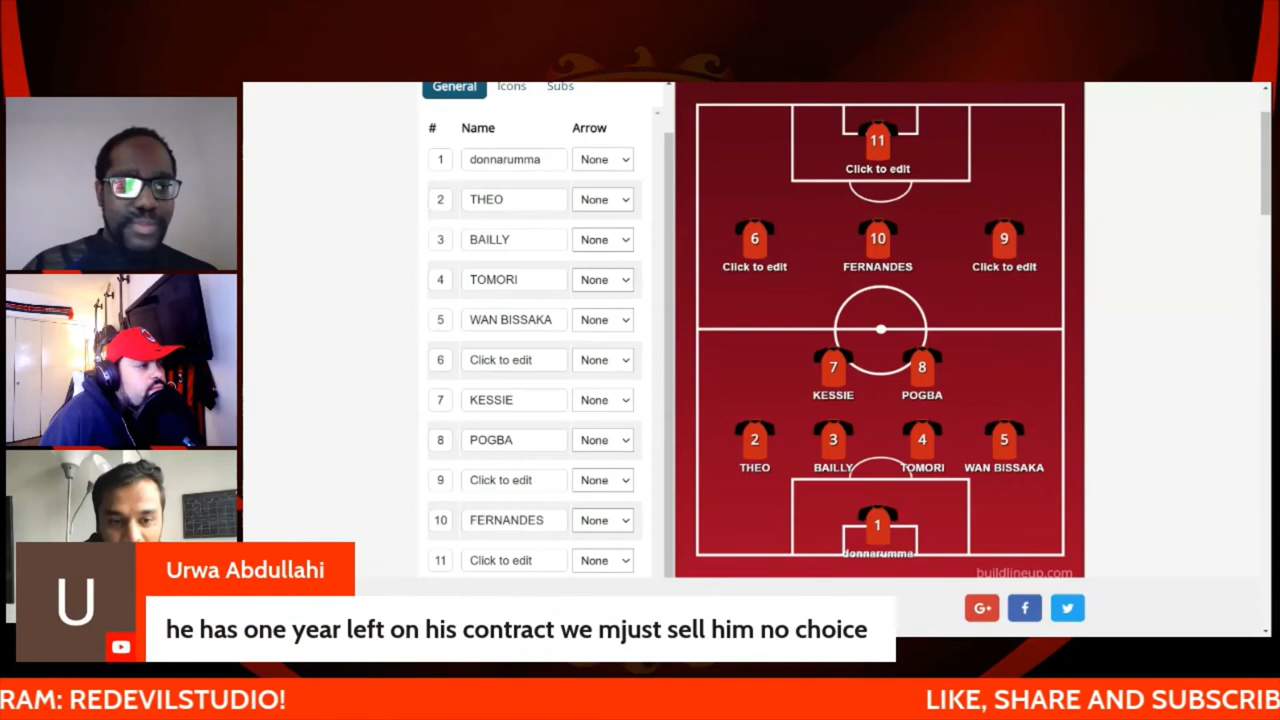 General Icons Subs
# Name Arrow
1 donnarumma None
2 THEO None
3 BAILLY None
4 TOMORI None
5 WAN BISSAKA None
6 Click to edit None
7 KESSIE None
8 POGBA None
9 Click to edit None
10 FERNANDES None
11 Click to edit None
11
Click to edit
6 10 9
Click to edit FERNANDES Click to edit
7 8
KESSIE POGBA
2 3 4 5
THEO BAILLY TOMORI WAN BISSAKA
1
donnarumma
buildlineup.com
G+ f
U
Urwa Abdullahi
he has one year left on his contract we mjust sell him no choice
RAM: REDEVILSTUDIO! LIKE, SHARE AND SUBSCRIB